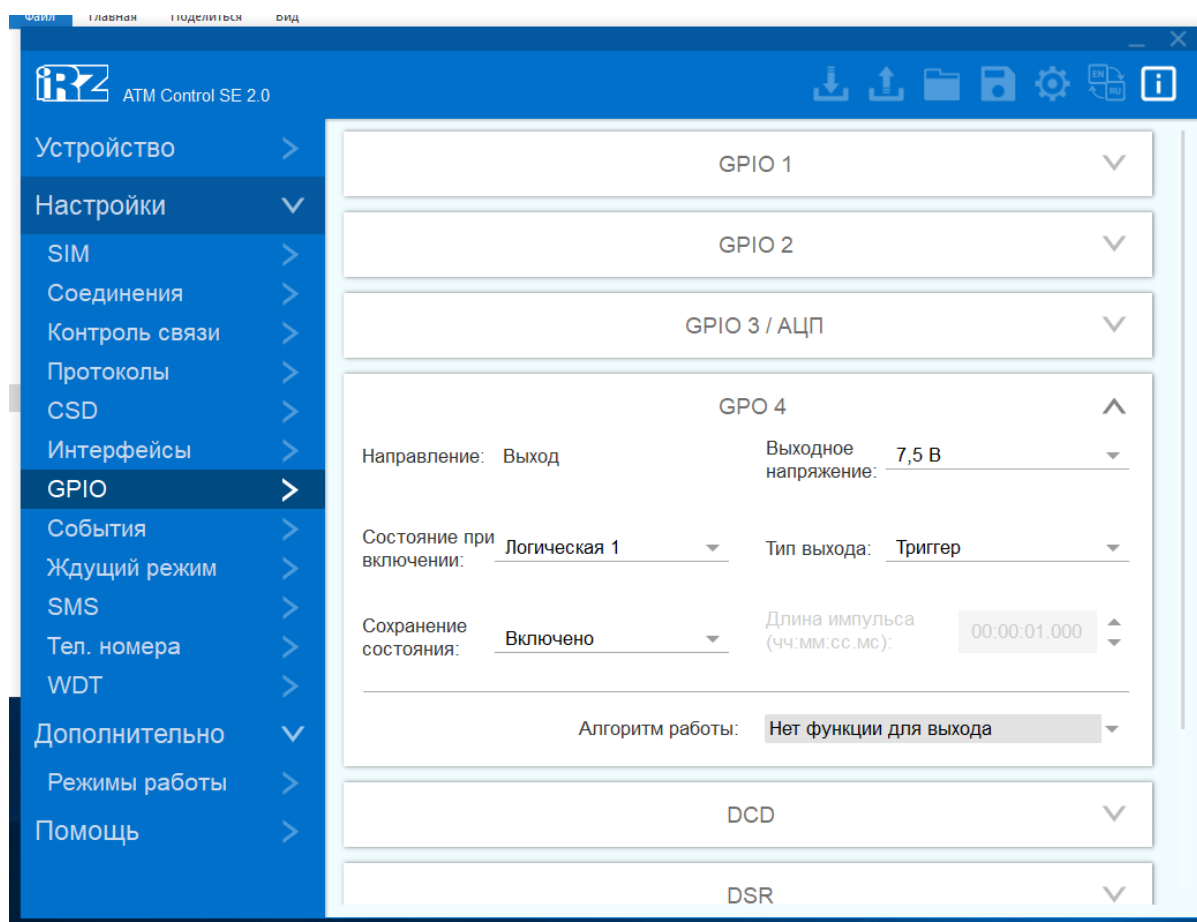 Файл Главная Поделиться Вид
iRZ ATM Control SE 2.0
EN
RU
Устройство
Настройки
SIM
Соединения
Контроль связи
Протоколы
CSD
Интерфейсы
GPIO
События
Ждущий режим
SMS
Тел. номера
WDT
Дополнительно
Режимы работы
Помощь
GPIO 1
GPIO 2
GPIO 3 / АЦП
GPO 4
Направление: Выход
Выходное
напряжение: 7,5 В
Состояние при
включении: Логическая 1
Тип выхода: Триггер
Сохранение
состояния: Включено
Длина импульса
(чч:мм:сс.мс): 00:00:01.000
Алгоритм работы: Нет функции для выхода
DCD
DSR